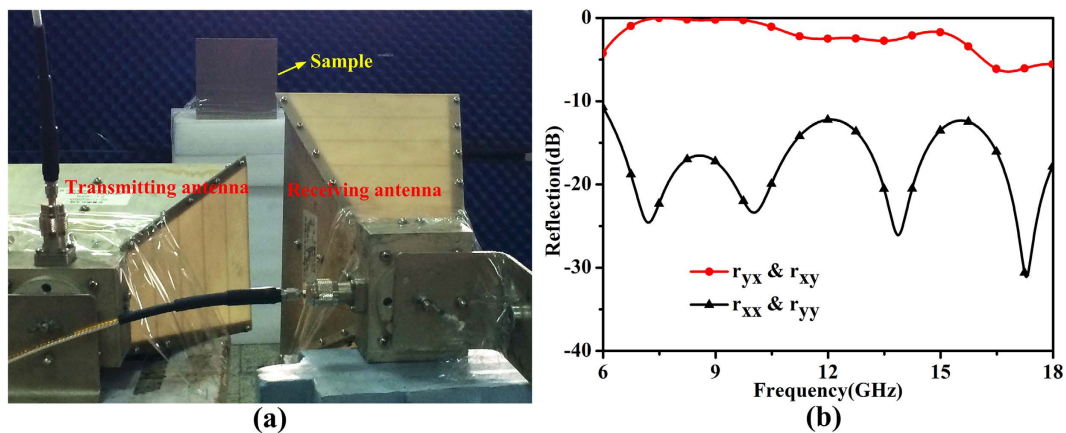 Sample
Transmitting antenna
Receiving antenna
(a)
0
-10
-20
-30
-40
Reflection(dB)
r_yx & r_xy
r_xx & r_yy
6
9
12
15
18
Frequency(GHz)
(b)